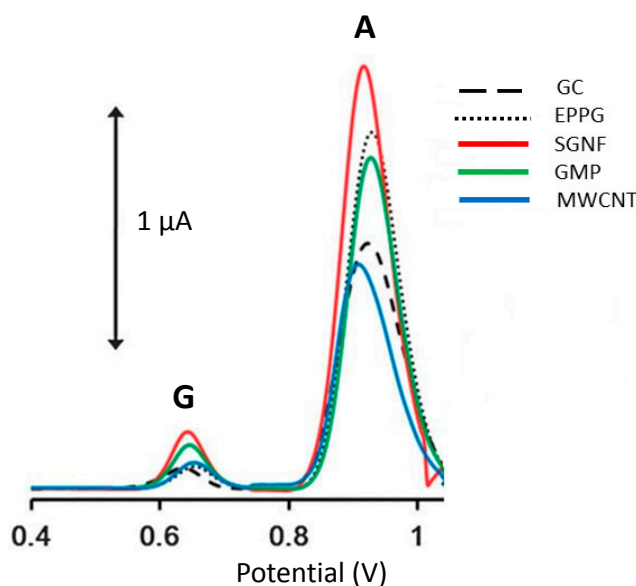 A
GC
EPPG
SGNF
GMP
MWCNT
1 µA
G
0.4 0.6 0.8 1
Potential (V)